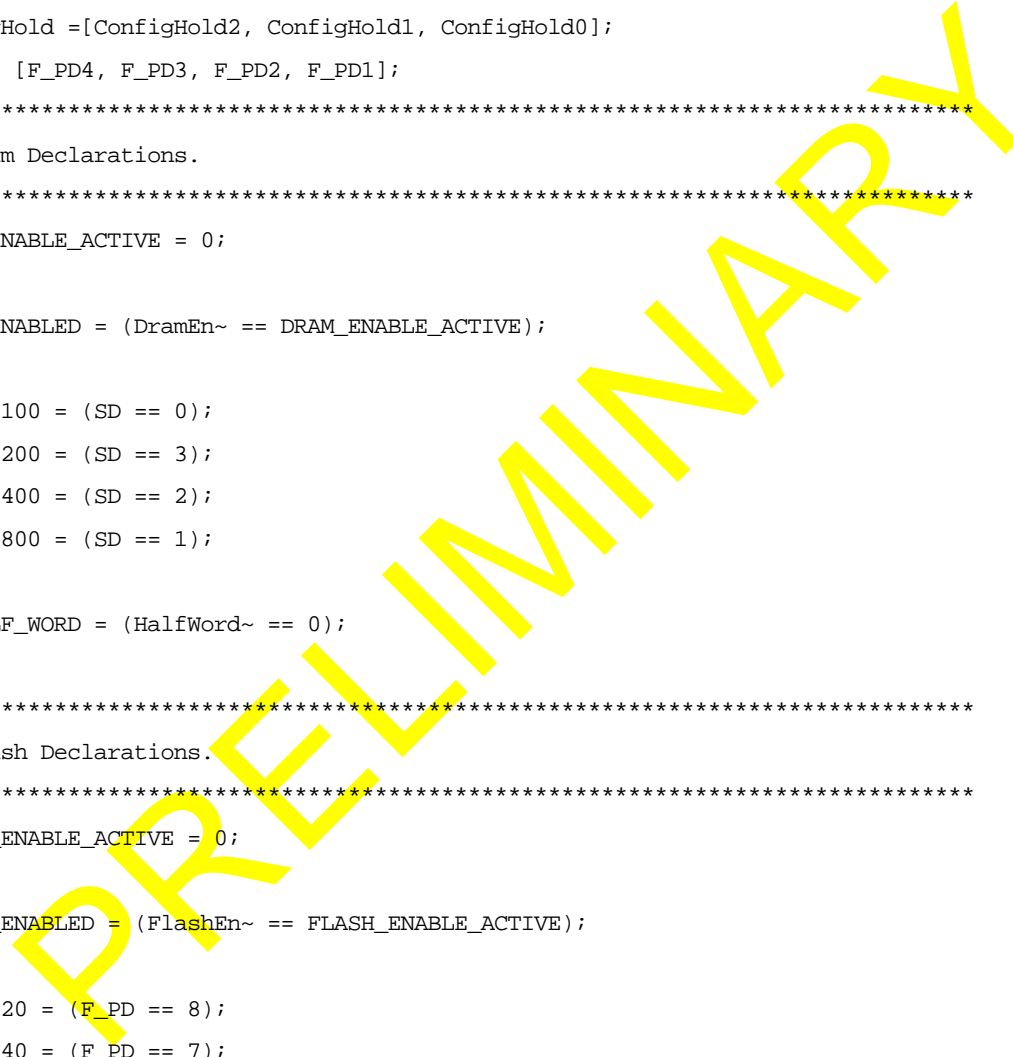 Hold =[ConfigHold2, ConfigHold1, ConfigHold0];
[F_PD4, F_PD3, F_PD2, F_PD1];
*************************************************************************
m Declarations.
*************************************************************************
NABLE_ACTIVE = 0;
NABLED = (DramEn~ == DRAM_ENABLE_ACTIVE);
100 = (SD == 0);
200 = (SD == 3);
400 = (SD == 2);
800 = (SD == 1);
F_WORD = (HalfWord~ == 0);
*************************************************************************
sh Declarations.
*************************************************************************
ENABLE_ACTIVE = 0;
ENABLED = (FlashEn~ == FLASH_ENABLE_ACTIVE);
20 = (F_PD == 8);
40 = (F_PD == 7);
PRELIMINARY